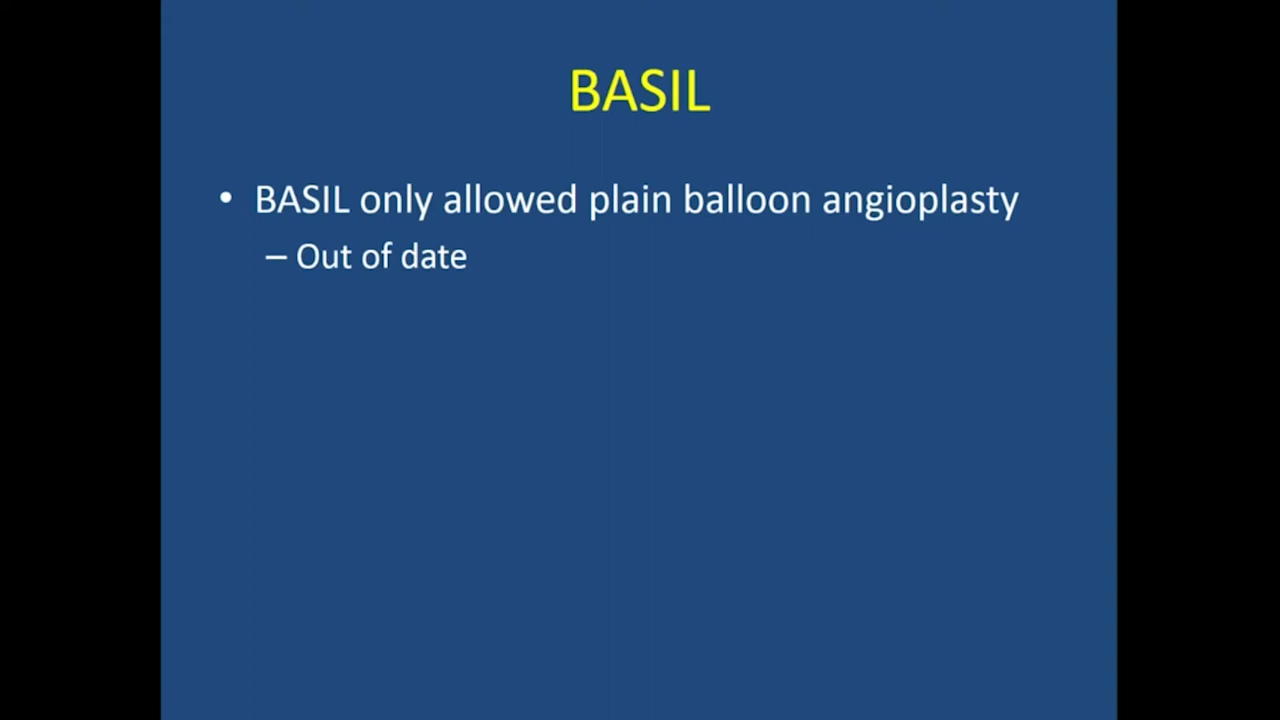 BASIL
• BASIL only allowed plain balloon angioplasty
– Out of date